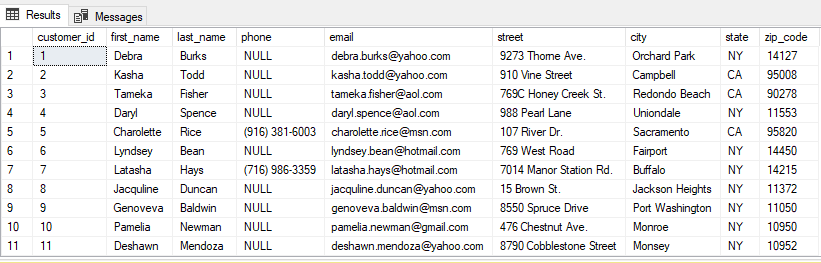 Results Messages
customer_id first_name last_name phone email street city state zip_code
1 1 Debra Burks NULL debra.burks@yahoo.com 9273 Thorne Ave. Orchard Park NY 14127
2 2 Kasha Todd NULL kasha.todd@yahoo.com 910 Vine Street Campbell CA 95008
3 3 Tameka Fisher NULL tameka.fisher@aol.com 769C Honey Creek St. Redondo Beach CA 90278
4 4 Daryl Spence NULL daryl.spence@aol.com 988 Pearl Lane Uniondale NY 11553
5 5 Charolette Rice (916) 381-6003 charolette.rice@msn.com 107 River Dr. Sacramento CA 95820
6 6 Lyndsey Bean NULL lyndsey.bean@hotmail.com 769 West Road Fairport NY 14450
7 7 Latasha Hays (716) 986-3359 latasha.hays@hotmail.com 7014 Manor Station Rd. Buffalo NY 14215
8 8 Jacquline Duncan NULL jacquline.duncan@yahoo.com 15 Brown St. Jackson Heights NY 11372
9 9 Genoveva Baldwin NULL genoveva.baldwin@msn.com 8550 Spruce Drive Port Washington NY 11050
10 10 Pamelia Newman NULL pamelia.newman@gmail.com 476 Chestnut Ave. Monroe NY 10950
11 11 Deshawn Mendoza NULL deshawn.mendoza@yahoo.com 8790 Cobblestone Street Monsey NY 10952